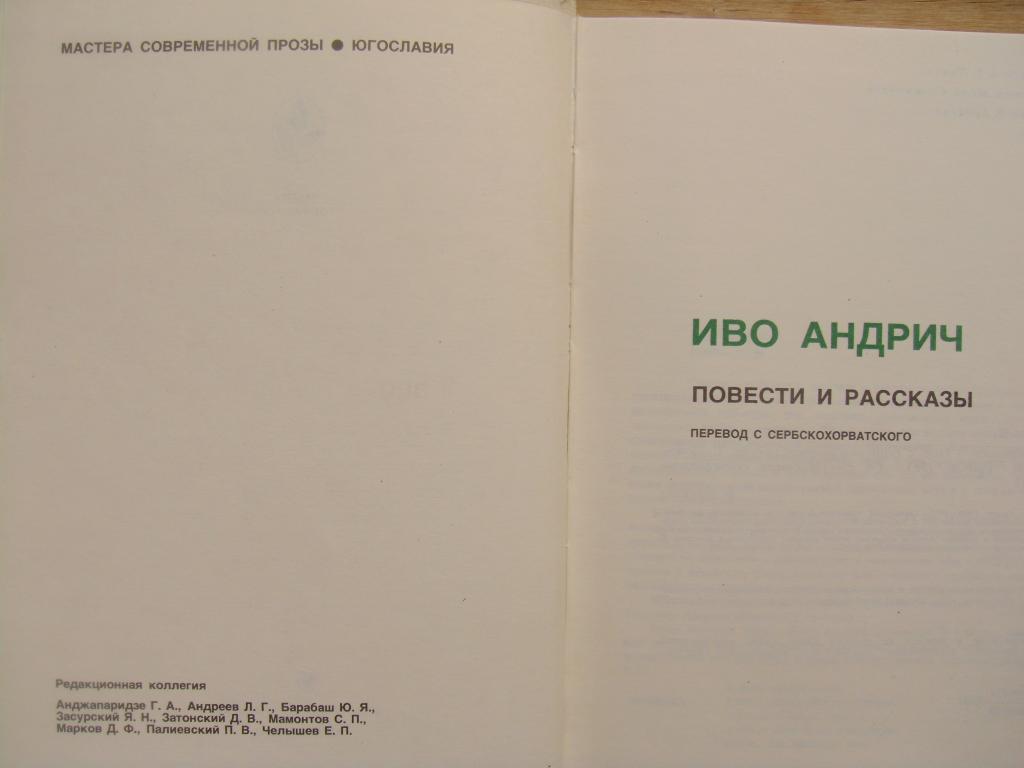 МАСТЕРА СОВРЕМЕННОЙ ПРОЗЫ ● ЮГОСЛАВИЯ
Редакционная коллегия
Анджапаридзе Г. А., Андреев Л. Г., Барабаш Ю. Я.,
Засурский Я. Н., Затонский Д. В., Мамонтов С. П.,
Марков Д. Ф., Палиевский П. В., Челышев Е. П.
ИВО АНДРИЧ
ПОВЕСТИ И РАССКАЗЫ
ПЕРЕВОД С СЕРБСКОХОРВАТСКОГО